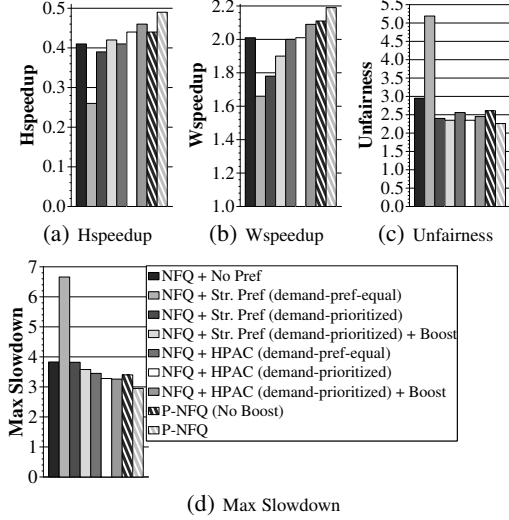 Hspeedup
0.5
0.4
0.3
0.2
0.1
0.0
(a) Hspeedup
Wspeedup
2.2
2.0
1.8
1.6
1.4
1.2
1.0
(b) Wspeedup
Unfairness
5.5
5.0
4.5
4.0
3.5
3.0
2.5
2.0
1.5
1.0
0.5
0.0
(c) Unfairness
Max Slowdown
7
6
5
4
3
2
1
0
NFQ + No Pref
NFQ + Str. Pref (demand-pref-equal)
NFQ + Str. Pref (demand-prioritized)
NFQ + Str. Pref (demand-prioritized) + Boost
NFQ + HPAC (demand-pref-equal)
NFQ + HPAC (demand-prioritized)
NFQ + HPAC (demand-prioritized) + Boost
P-NFQ (No Boost)
P-NFQ
(d) Max Slowdown